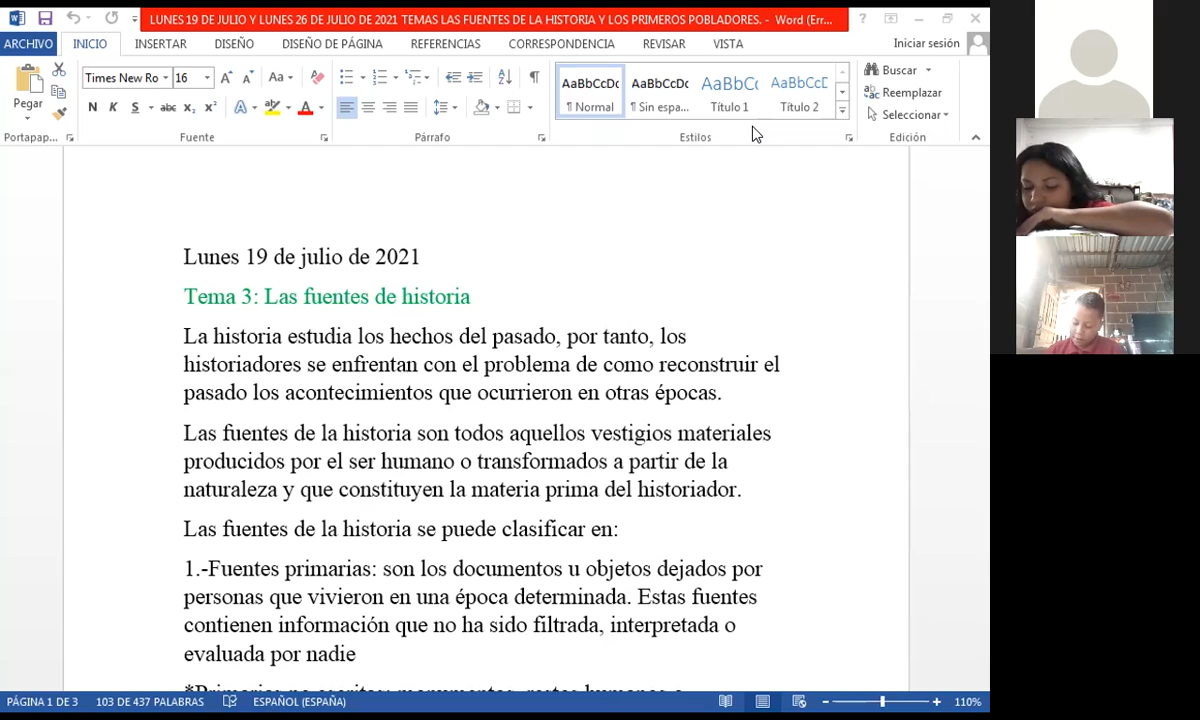 LUNES 19 DE JULIO Y LUNES 26 DE JULIO DE 2021 TEMAS LAS FUENTES DE LA HISTORIA Y LOS PRIMEROS POBLADORES. - Word (Err...
ARCHIVO INICIO INSERTAR DISEÑO DISEÑO DE PÁGINA REFERENCIAS CORRESPONDENCIA REVISAR VISTA Iniciar sesión
Times New Ro 16
Pegar
N K S abc x₂ x²
AaBbCcDc AaBbCcDc AaBbCc AaBbCcD
¶ Normal ¶ Sin espa... Título 1 Título 2
Buscar
Reemplazar
Seleccionar
Portapap... Fuente Párrafo Estilos Edición
Lunes 19 de julio de 2021
Tema 3: Las fuentes de historia
La historia estudia los hechos del pasado, por tanto, los
historiadores se enfrentan con el problema de como reconstruir el
pasado los acontecimientos que ocurrieron en otras épocas.
Las fuentes de la historia son todos aquellos vestigios materiales
producidos por el ser humano o transformados a partir de la
naturaleza y que constituyen la materia prima del historiador.
Las fuentes de la historia se puede clasificar en:
1.-Fuentes primarias: son los documentos u objetos dejados por
personas que vivieron en una época determinada. Estas fuentes
contienen información que no ha sido filtrada, interpretada o
evaluada por nadie
PÁGINA 1 DE 3 103 DE 437 PALABRAS ESPAÑOL (ESPAÑA) 110%